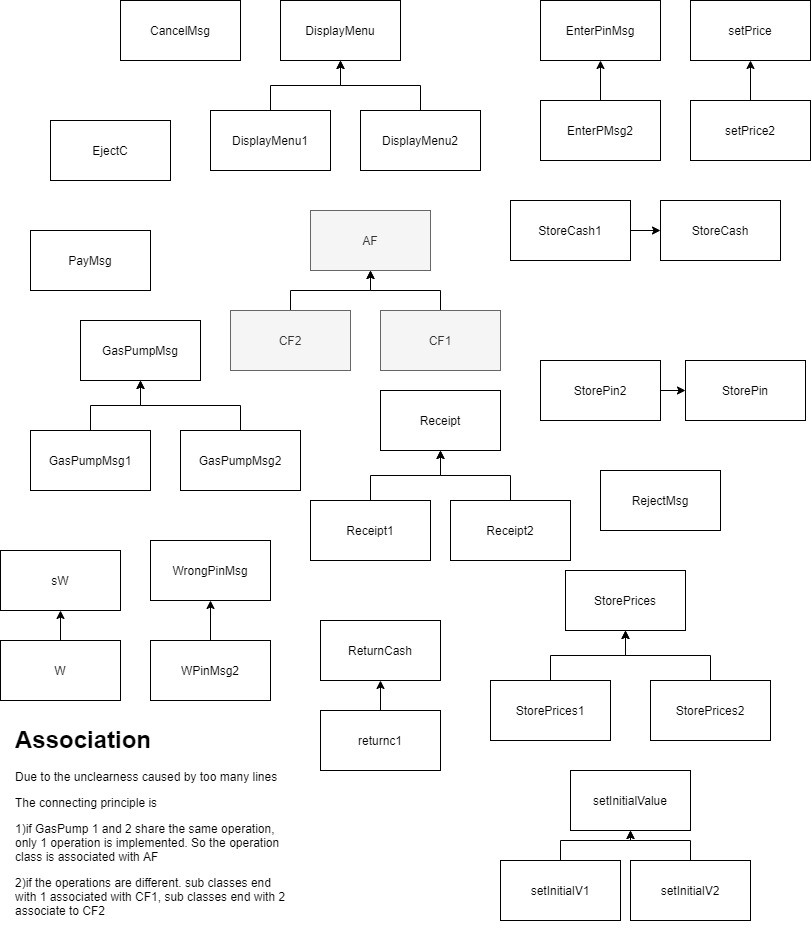 CancelMsg
DisplayMenu
EnterPinMsg
setPrice
DisplayMenu1
DisplayMenu2
EnterPMsg2
setPrice2
EjectC
StoreCash1
StoreCash
AF
PayMsg
CF2
CF1
GasPumpMsg
StorePin2
StorePin
Receipt
GasPumpMsg1
GasPumpMsg2
RejectMsg
Receipt1
Receipt2
sW
WrongPinMsg
StorePrices
W
WPinMsg2
ReturnCash
StorePrices1
StorePrices2
returnc1
Association
Due to the unclearness caused by too many lines
The connecting principle is
1)if GasPump 1 and 2 share the same operation,
only 1 operation is implemented. So the operation
class is associated with AF
2)if the operations are different. sub classes end
with 1 associated with CF1, sub classes end with 2
associate to CF2
setInitialValue
setInitialV1
setInitialV2